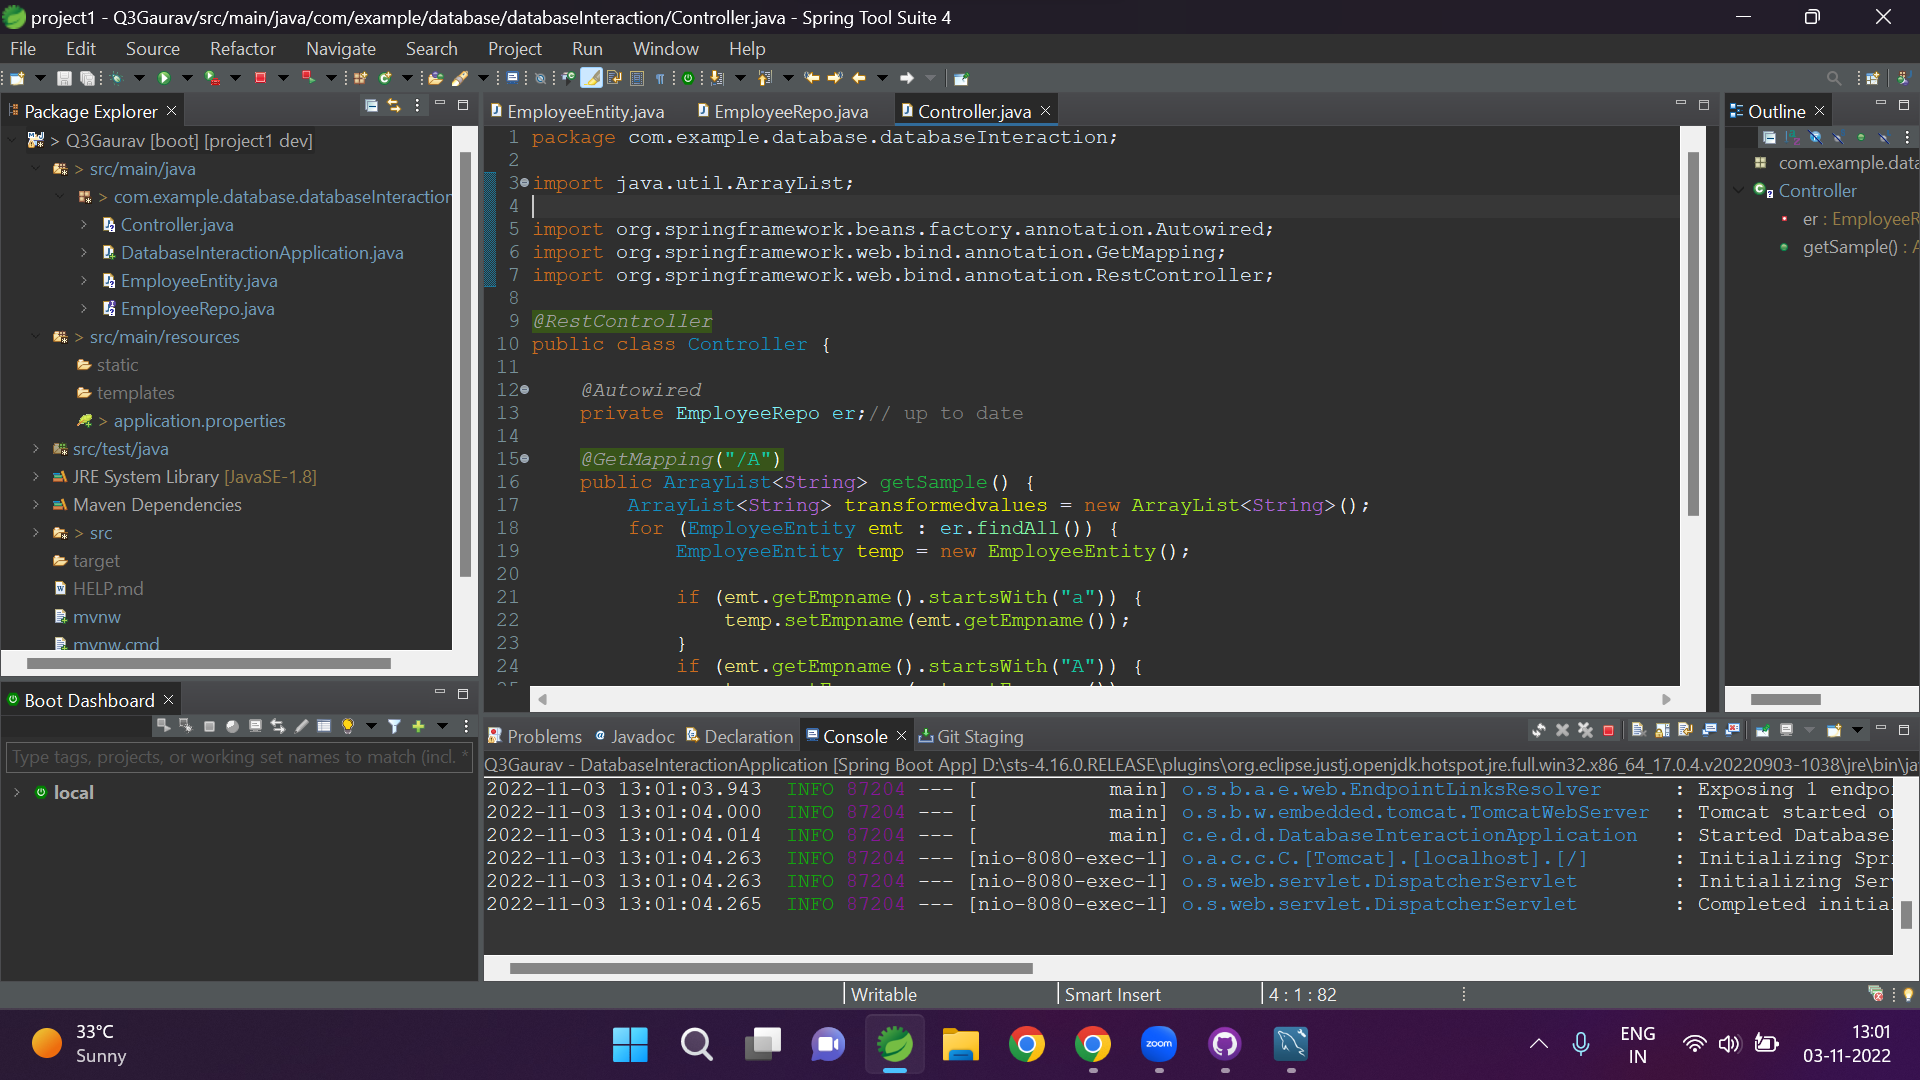 project1 - Q3Gaurav/src/main/java/com/example/database/databaseInteraction/Controller.java - Spring Tool Suite 4
File Edit Source Refactor Navigate Search Project Run Window Help
Package Explorer
> Q3Gaurav [boot] [project1 dev]
> src/main/java
> com.example.database.databaseInteraction
Controller.java
DatabaseInteractionApplication.java
EmployeeEntity.java
EmployeeRepo.java
> src/main/resources
static
templates
> application.properties
src/test/java
JRE System Library [JavaSE-1.8]
Maven Dependencies
> src
target
HELP.md
mvnw
mvnw.cmd
Boot Dashboard
Type tags, projects, or working set names to match (incl. *
local
EmployeeEntity.java EmployeeRepo.java Controller.java
1 package com.example.database.databaseInteraction;
2
3 import java.util.ArrayList;
4
5 import org.springframework.beans.factory.annotation.Autowired;
6 import org.springframework.web.bind.annotation.GetMapping;
7 import org.springframework.web.bind.annotation.RestController;
8
9 @RestController
10 public class Controller {
11
12 @Autowired
13 private EmployeeRepo er;// up to date
14
15 @GetMapping("/A")
16 public ArrayList<String> getSample() {
17 ArrayList<String> transformedvalues = new ArrayList<String>();
18 for (EmployeeEntity emt : er.findAll()) {
19 EmployeeEntity temp = new EmployeeEntity();
20
21 if (emt.getEmpname().startsWith("a")) {
22 temp.setEmpname(emt.getEmpname());
23 }
24 if (emt.getEmpname().startsWith("A")) {
Outline
com.example.data
Controller
er : EmployeeR
getSample() : A
Problems Javadoc Declaration Console Git Staging
Q3Gaurav - DatabaseInteractionApplication [Spring Boot App] D:\sts-4.16.0.RELEASE\plugins\org.eclipse.justj.openjdk.hotspot.jre.full.win32.x86_64_17.0.4.v20220903-1038\jre\bin\ja
2022-11-03 13:01:03.943 INFO 87204 --- [ main] o.s.b.a.e.web.EndpointLinksResolver : Exposing 1 endpo
2022-11-03 13:01:04.000 INFO 87204 --- [ main] o.s.b.w.embedded.tomcat.TomcatWebServer : Tomcat started o
2022-11-03 13:01:04.014 INFO 87204 --- [ main] c.e.d.d.DatabaseInteractionApplication : Started Database
2022-11-03 13:01:04.263 INFO 87204 --- [nio-8080-exec-1] o.a.c.c.C.[Tomcat].[localhost].[/] : Initializing Spr
2022-11-03 13:01:04.263 INFO 87204 --- [nio-8080-exec-1] o.s.web.servlet.DispatcherServlet : Initializing Ser
2022-11-03 13:01:04.265 INFO 87204 --- [nio-8080-exec-1] o.s.web.servlet.DispatcherServlet : Completed initia
Writable Smart Insert 4 : 1 : 82
33°C
Sunny
zoom
ENG
IN
13:01
03-11-2022